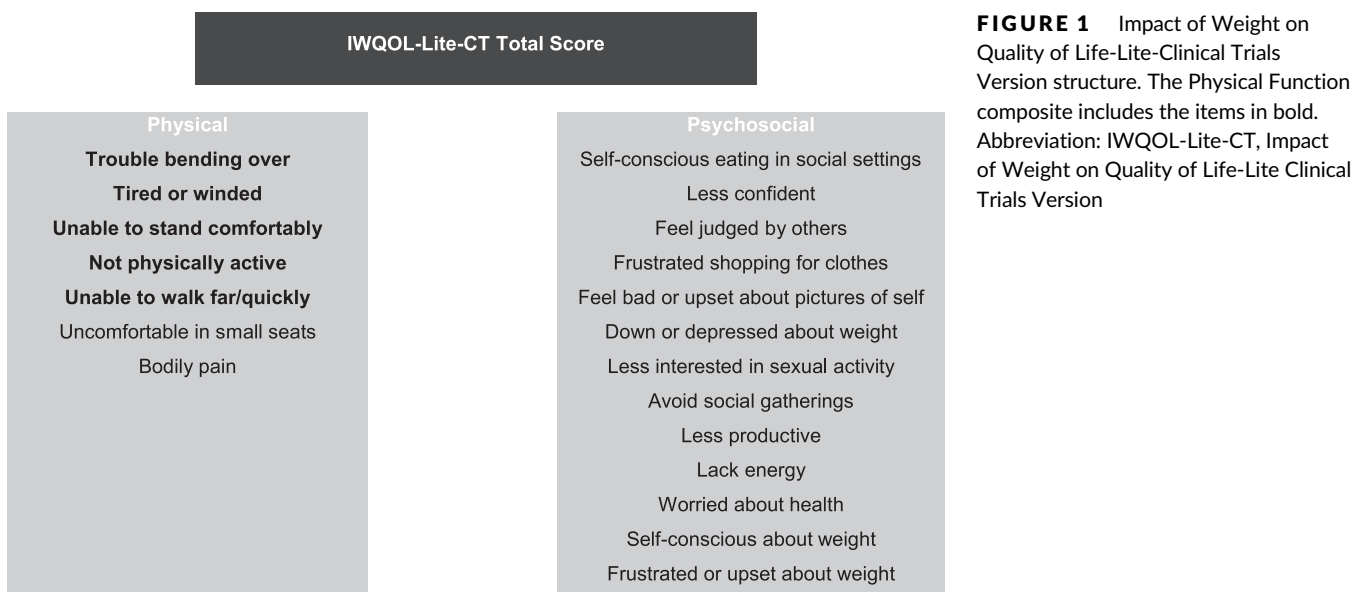 IWQOL-Lite-CT Total Score
Physical
Trouble bending over
Tired or winded
Unable to stand comfortably
Not physically active
Unable to walk far/quickly
Uncomfortable in small seats
Bodily pain
Psychosocial
Self-conscious eating in social settings
Less confident
Feel judged by others
Frustrated shopping for clothes
Feel bad or upset about pictures of self
Down or depressed about weight
Less interested in sexual activity
Avoid social gatherings
Less productive
Lack energy
Worried about health
Self-conscious about weight
Frustrated or upset about weight
FIGURE 1 Impact of Weight on
Quality of Life-Lite-Clinical Trials
Version structure. The Physical Function
composite includes the items in bold.
Abbreviation: IWQOL-Lite-CT, Impact
of Weight on Quality of Life-Lite Clinical
Trials Version